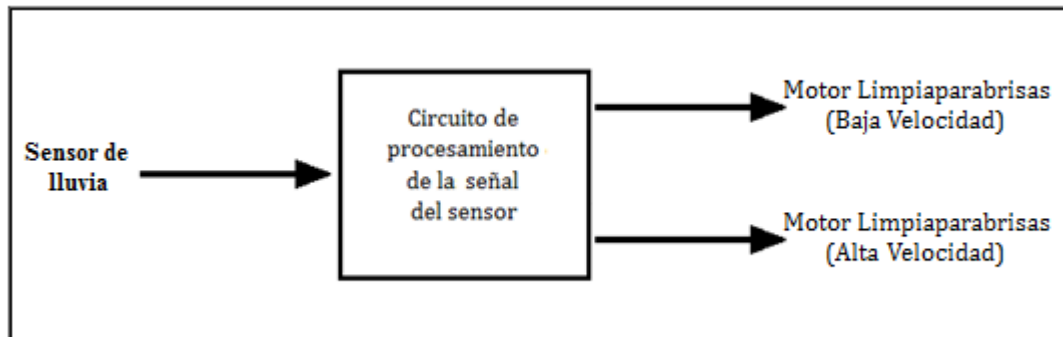 Sensor de
lluvia
Circuito de
procesamiento
de la señal
del sensor
Motor Limpiaparabrisas
(Baja Velocidad)
Motor Limpiaparabrisas
(Alta Velocidad)